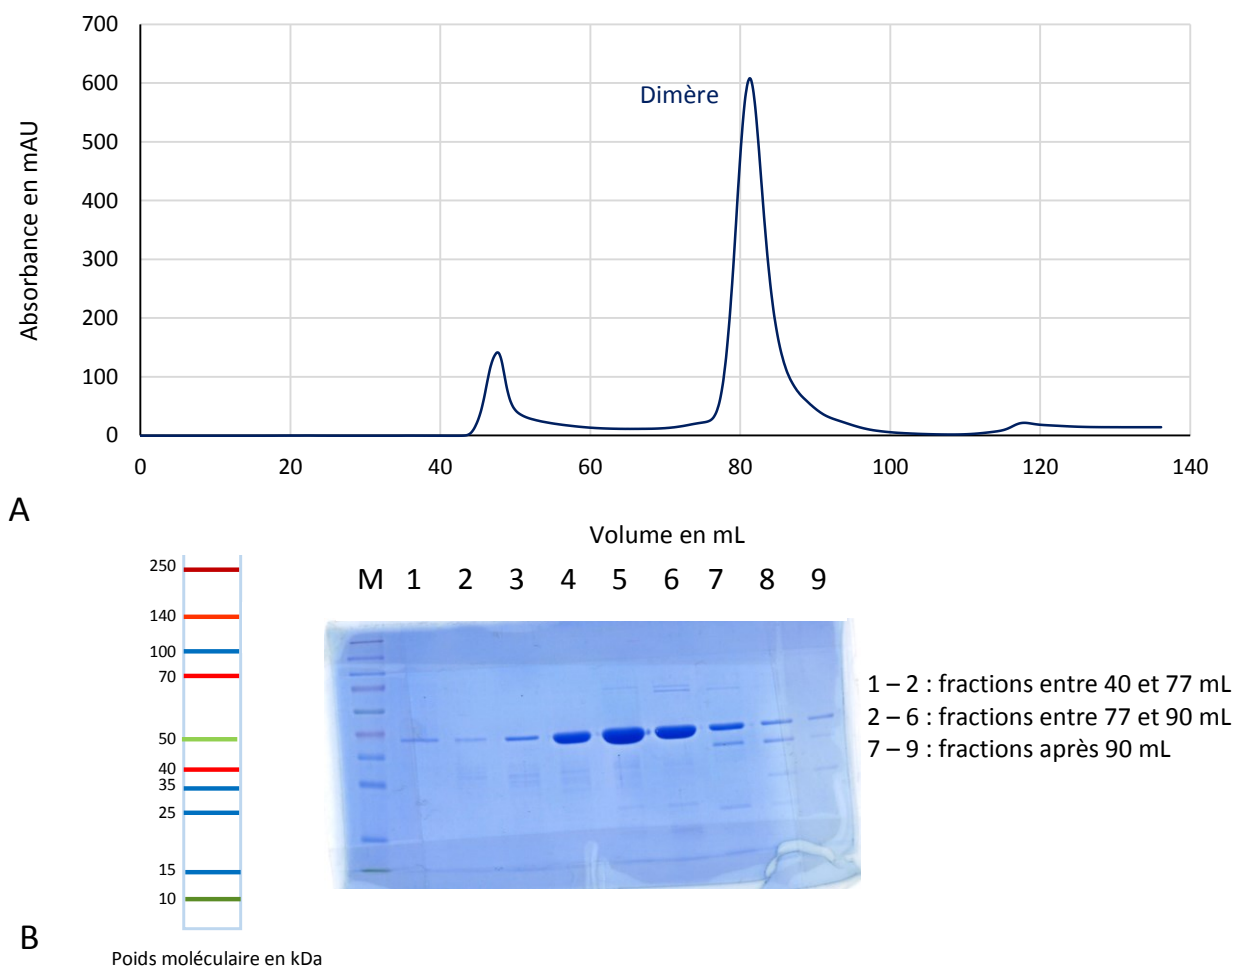 700
600
500
400
300
200
100
0
Absorbance en mAU
Dimère
0 20 40 60 80 100 120 140
Volume en mL
A
250
140
100
70
50
40
35
25
15
10
M 1 2 3 4 5 6 7 8 9
1 – 2 : fractions entre 40 et 77 mL
2 – 6 : fractions entre 77 et 90 mL
7 – 9 : fractions après 90 mL
B
Poids moléculaire en kDa